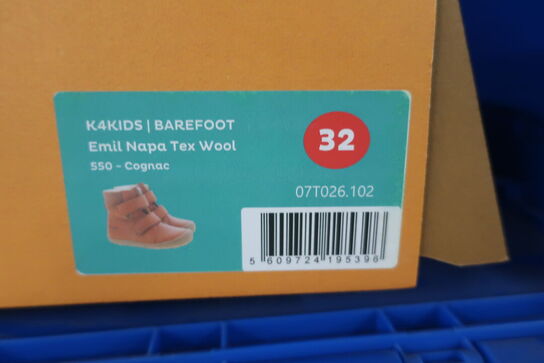 K4KIDS | BAREFOOT
Emil Napa Tex Wool
550 - Cognac
32
07T026.102
5 609724 195396